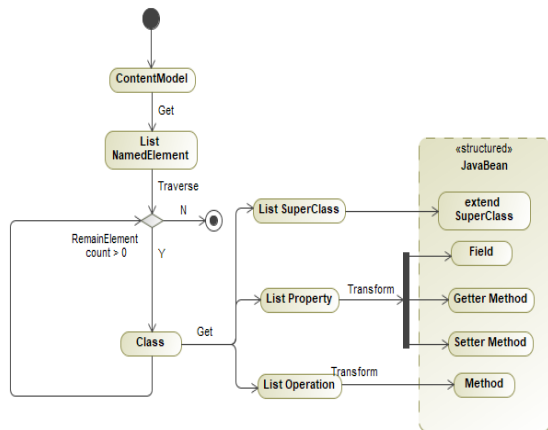 ContentModel
Get
List
NamedElement
Traverse
N
RemainElement
count > 0
Y
Class
Get
List SuperClass
List Property
Transform
List Operation
Transform
«structured»
JavaBean
extend
SuperClass
Field
Getter Method
Setter Method
Method